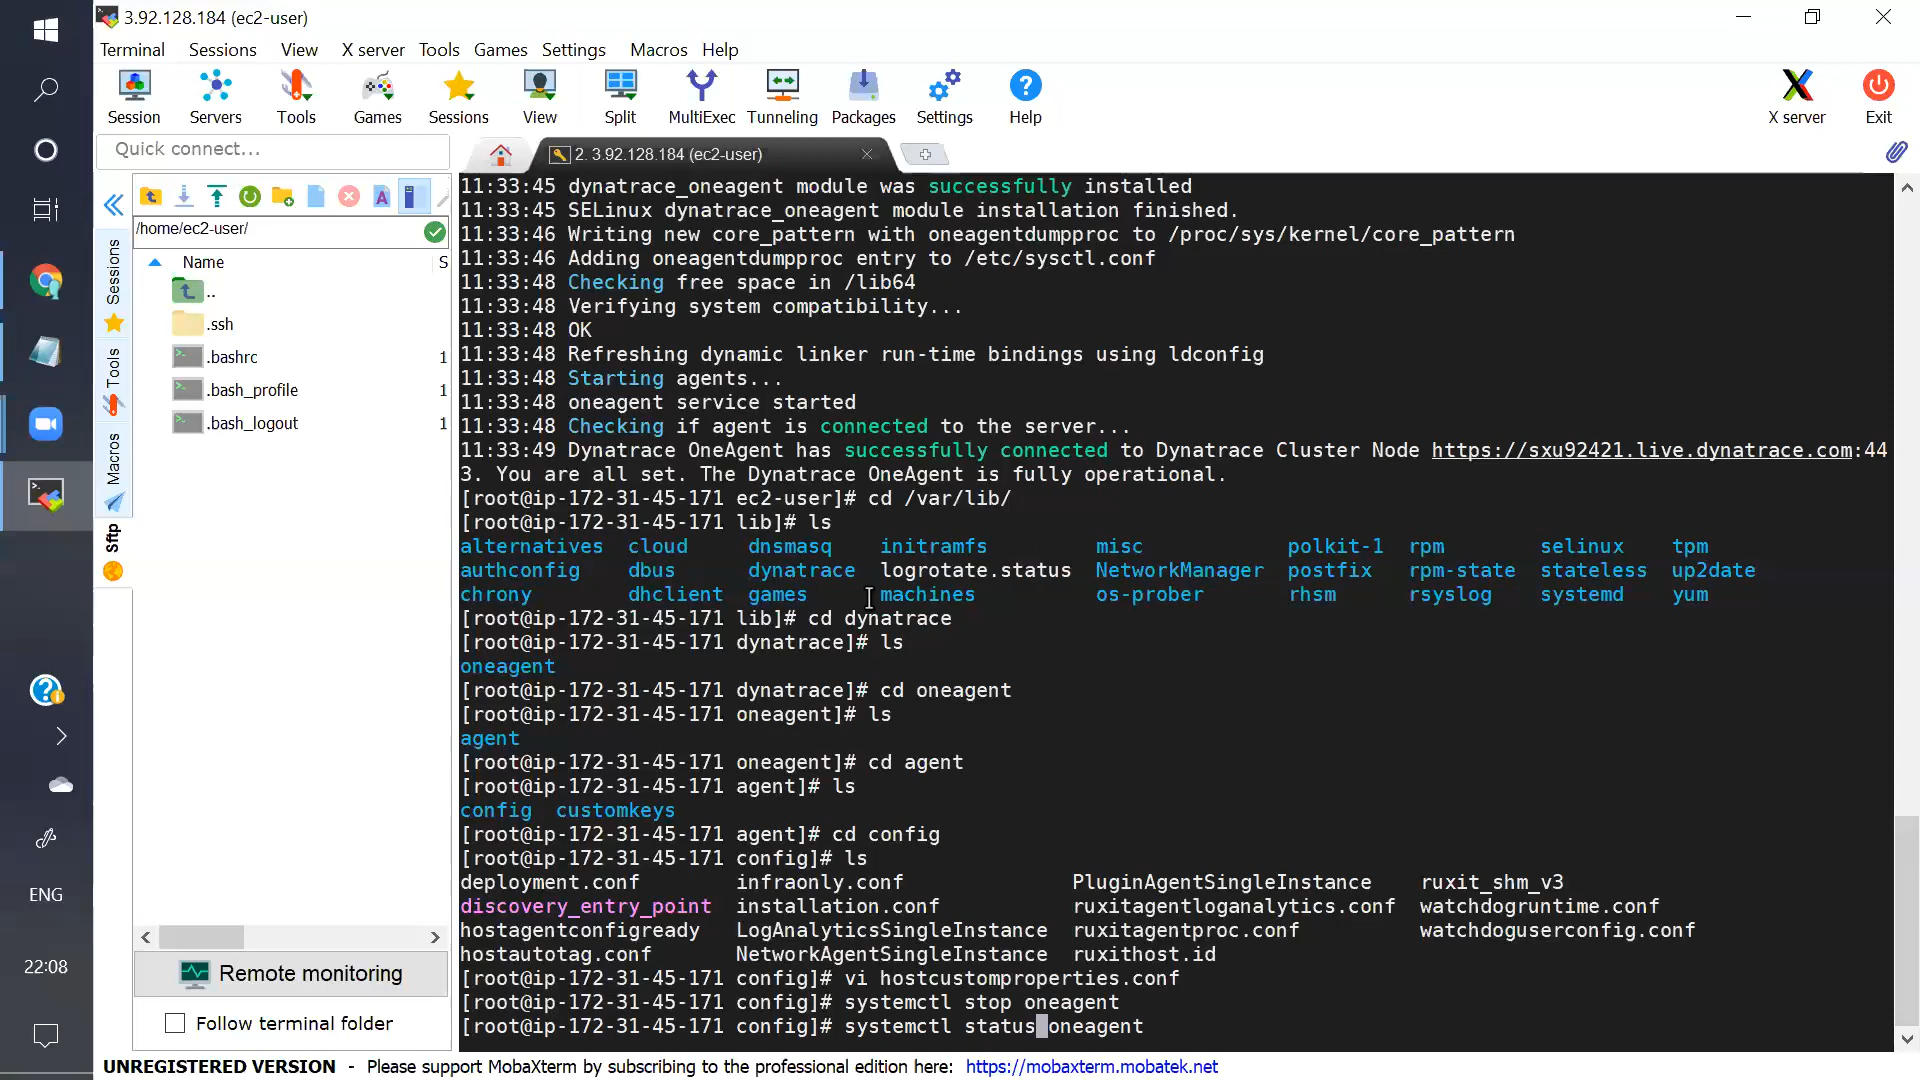 3.92.128.184 (ec2-user)
Terminal Sessions View X server Tools Games Settings Macros Help
Session Servers Tools Games Sessions View Split MultiExec Tunneling Packages Settings Help X server Exit
Quick connect...
2. 3.92.128.184 (ec2-user)
/home/ec2-user/
Name S
..
.ssh
.bashrc 1
.bash_profile 1
.bash_logout 1
Sessions
Tools
Macros
Sftp
Remote monitoring
Follow terminal folder
ENG
22:08
11:33:45 dynatrace_oneagent module was successfully installed
11:33:45 SELinux dynatrace_oneagent module installation finished.
11:33:46 Writing new core_pattern with oneagentdumpproc to /proc/sys/kernel/core_pattern
11:33:46 Adding oneagentdumpproc entry to /etc/sysctl.conf
11:33:48 Checking free space in /lib64
11:33:48 Verifying system compatibility...
11:33:48 OK
11:33:48 Refreshing dynamic linker run-time bindings using ldconfig
11:33:48 Starting agents...
11:33:48 oneagent service started
11:33:48 Checking if agent is connected to the server...
11:33:49 Dynatrace OneAgent has successfully connected to Dynatrace Cluster Node https://sxu92421.live.dynatrace.com:44
3. You are all set. The Dynatrace OneAgent is fully operational.
[root@ip-172-31-45-171 ec2-user]# cd /var/lib/
[root@ip-172-31-45-171 lib]# ls
alternatives cloud dnsmasq initramfs misc polkit-1 rpm selinux tpm
authconfig dbus dynatrace logrotate.status NetworkManager postfix rpm-state stateless up2date
chrony dhclient games machines os-prober rhsm rsyslog systemd yum
[root@ip-172-31-45-171 lib]# cd dynatrace
[root@ip-172-31-45-171 dynatrace]# ls
oneagent
[root@ip-172-31-45-171 dynatrace]# cd oneagent
[root@ip-172-31-45-171 oneagent]# ls
agent
[root@ip-172-31-45-171 oneagent]# cd agent
[root@ip-172-31-45-171 agent]# ls
config customkeys
[root@ip-172-31-45-171 agent]# cd config
[root@ip-172-31-45-171 config]# ls
deployment.conf infraonly.conf PluginAgentSingleInstance ruxit_shm_v3
discovery_entry_point installation.conf ruxitagentloganalytics.conf watchdogruntime.conf
hostagentconfigready LogAnalyticsSingleInstance ruxitagentproc.conf watchdoguserconfig.conf
hostautotag.conf NetworkAgentSingleInstance ruxithost.id
[root@ip-172-31-45-171 config]# vi hostcustomproperties.conf
[root@ip-172-31-45-171 config]# systemctl stop oneagent
[root@ip-172-31-45-171 config]# systemctl status oneagent
UNREGISTERED VERSION - Please support MobaXterm by subscribing to the professional edition here: https://mobaxterm.mobatek.net